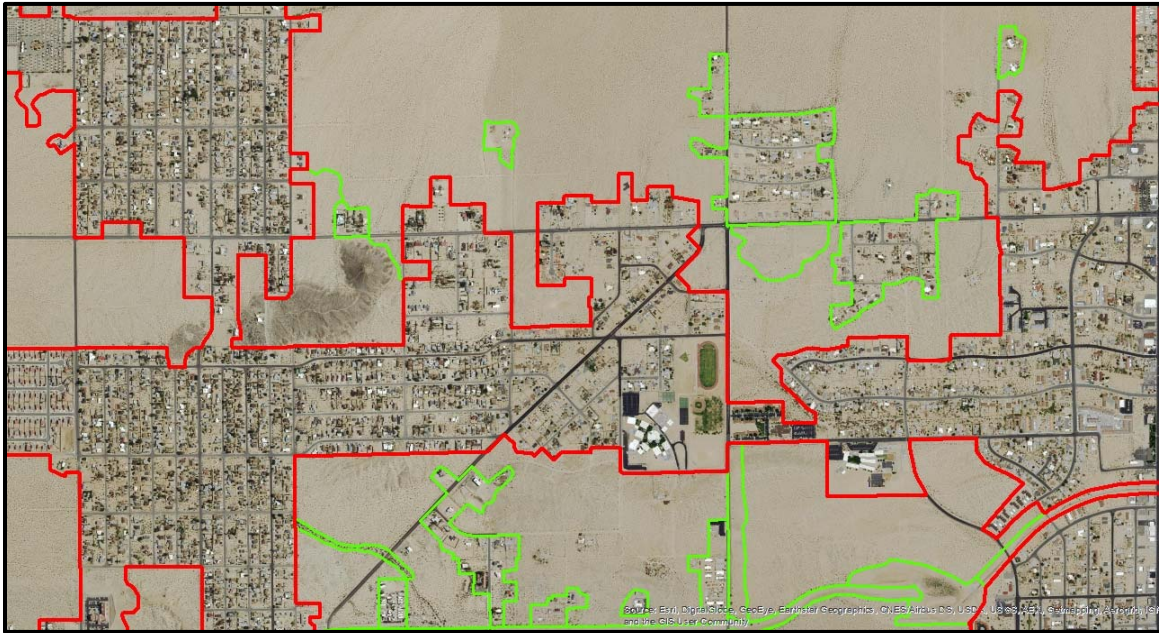 Source: Esri, DigitalGlobe, GeoEye, Earthstar Geographics, CNES/Airbus DS, USDA, USGS, AEX, Getmapping, Aerogrid, IGN
and the GIS User Community